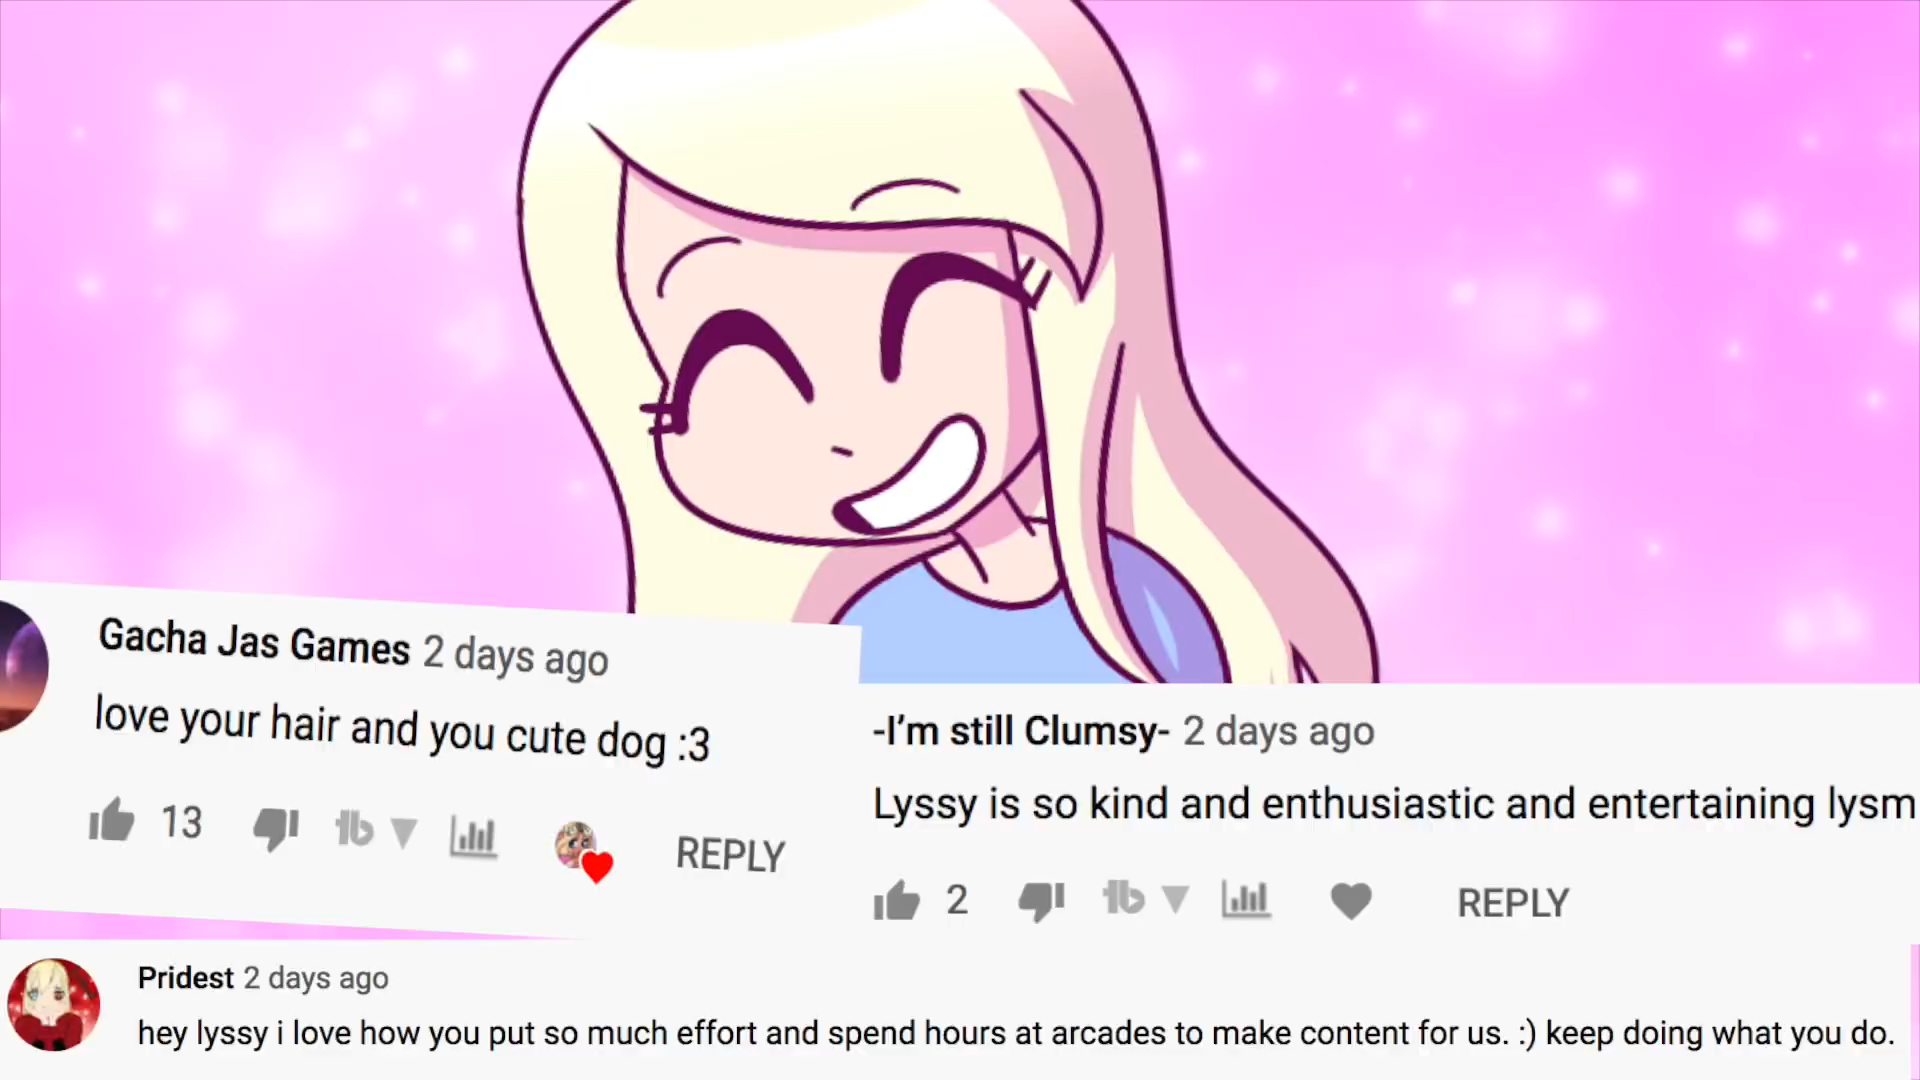 Gacha Jas Games 2 days ago
love your hair and you cute dog :3
13 REPLY
-I'm still Clumsy- 2 days ago
Lyssy is so kind and enthusiastic and entertaining lysm
2 REPLY
Pridest 2 days ago
hey lyssy i love how you put so much effort and spend hours at arcades to make content for us. :) keep doing what you do.